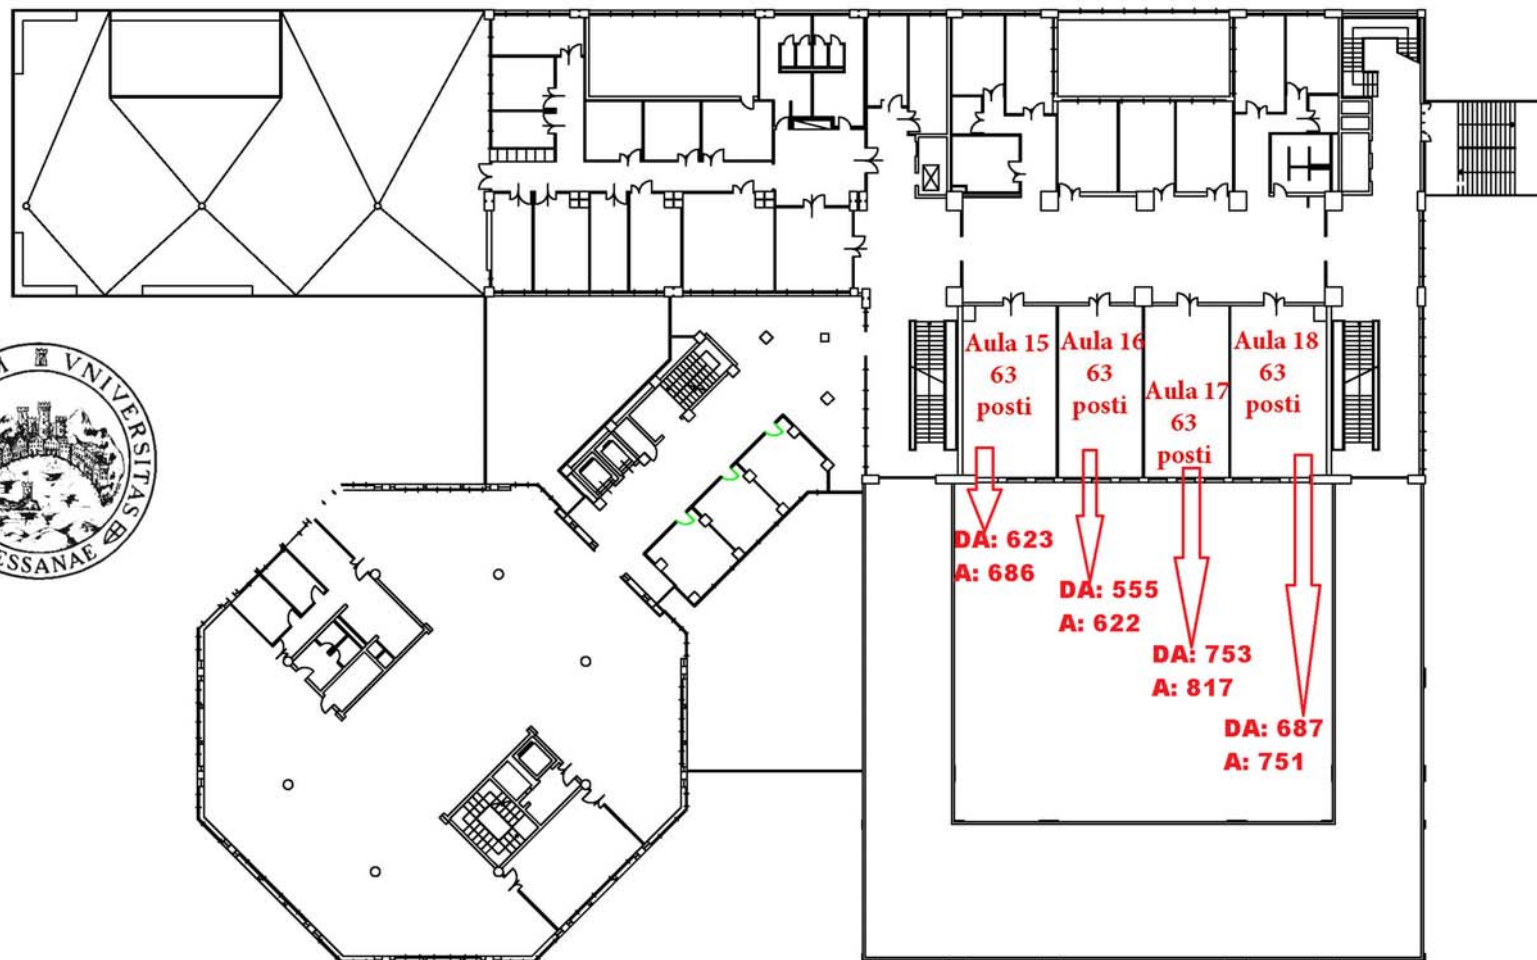 VNIVERSITAS
ESSANAE
Aula 15
63
posti
Aula 16
63
posti
Aula 17
63
posti
Aula 18
63
posti
DA: 623
A: 686
DA: 555
A: 622
DA: 753
A: 817
DA: 687
A: 751